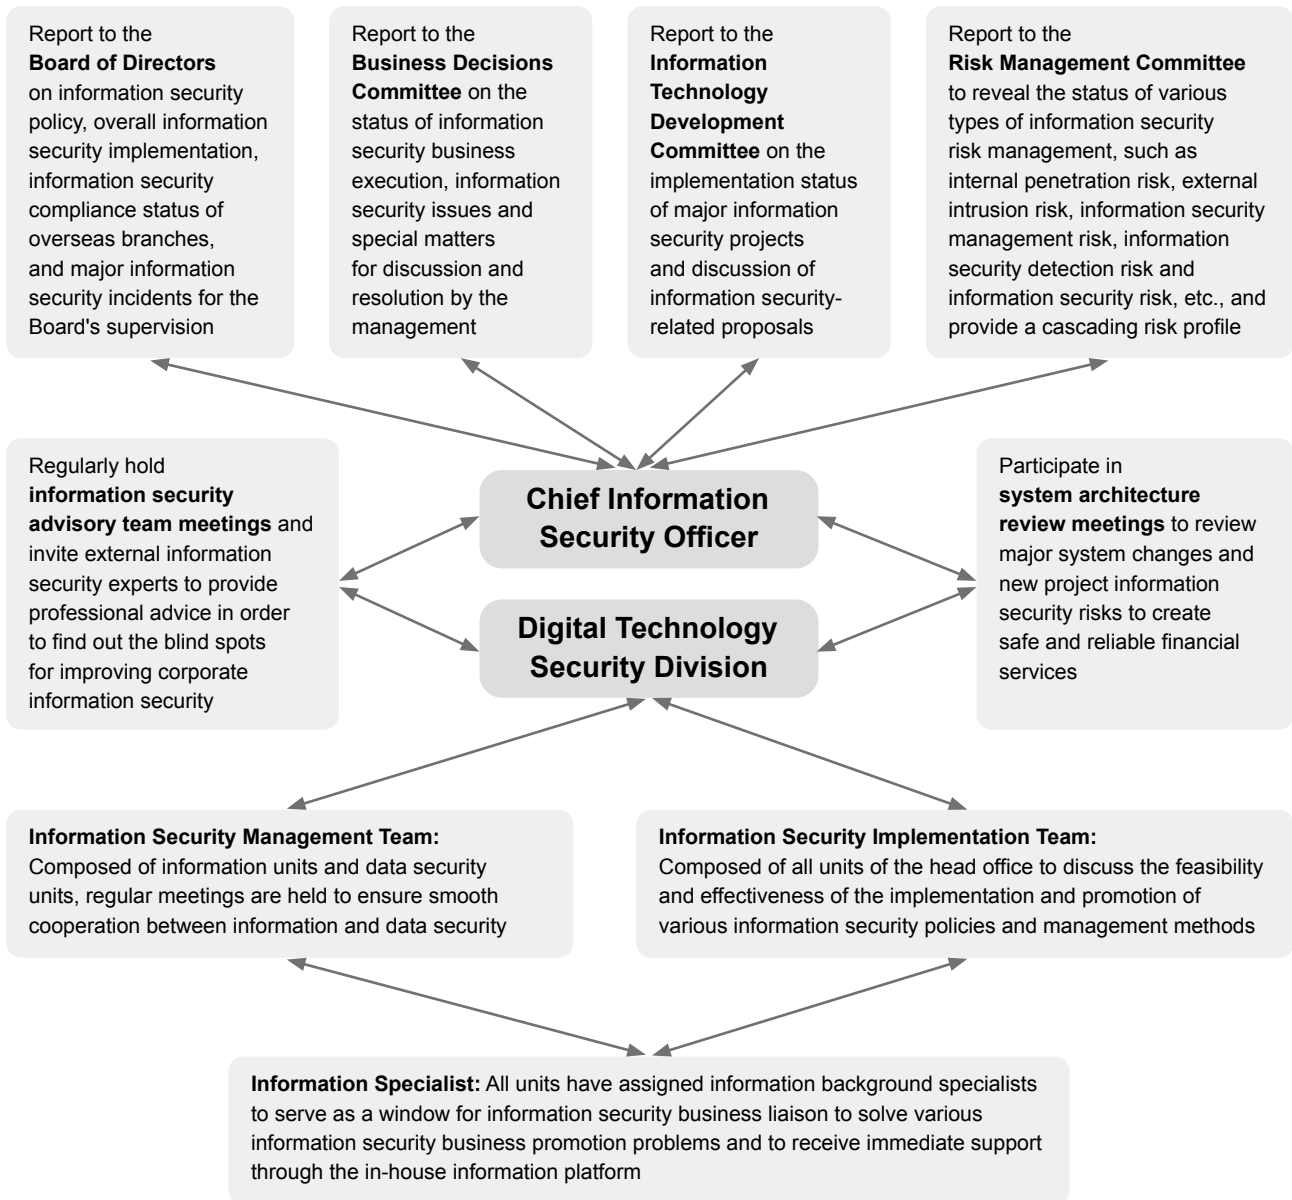 Report to the
Board of Directors
on information security
policy, overall information
security implementation,
information security
compliance status of
overseas branches,
and major information
security incidents for the
Board's supervision
Report to the
Business Decisions
Committee on the
status of information
security business
execution, information
security issues and
special matters
for discussion and
resolution by the
management
Report to the
Information
Technology
Development
Committee on the
implementation status
of major information
security projects
and discussion of
information security-
related proposals
Report to the
Risk Management Committee
to reveal the status of various
types of information security
risk management, such as
internal penetration risk, external
intrusion risk, information security
management risk, information
security detection risk and
information security risk, etc., and
provide a cascading risk profile
Regularly hold
information security
advisory team meetings and
invite external information
security experts to provide
professional advice in order
to find out the blind spots
for improving corporate
information security
Chief Information
Security Officer
Digital Technology
Security Division
Participate in
system architecture
review meetings to review
major system changes and
new project information
security risks to create
safe and reliable financial
services
Information Security Management Team:
Composed of information units and data security
units, regular meetings are held to ensure smooth
cooperation between information and data security
Information Security Implementation Team:
Composed of all units of the head office to discuss the feasibility
and effectiveness of the implementation and promotion of
various information security policies and management methods
Information Specialist: All units have assigned information background specialists
to serve as a window for information security business liaison to solve various
information security business promotion problems and to receive immediate support
through the in-house information platform